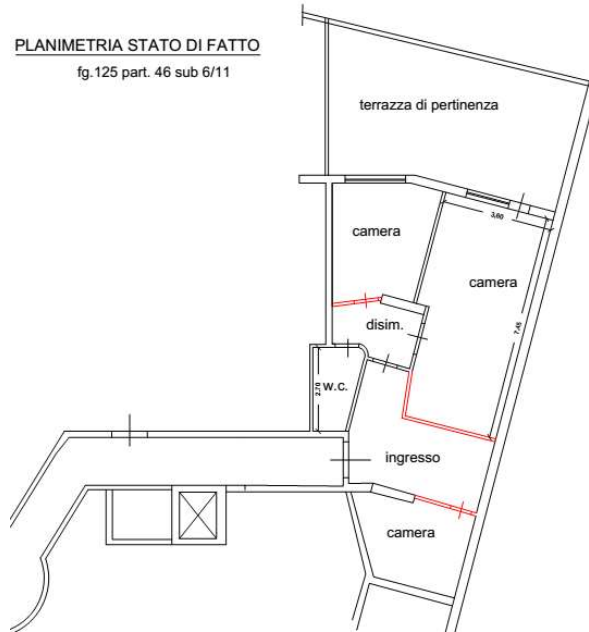 PLANIMETRIA STATO DI FATTO
fg.125 part. 46 sub 6/11
terrazza di pertinenza
3,60
camera
camera
disim.
7,45
w.c.
2,70
ingresso
camera